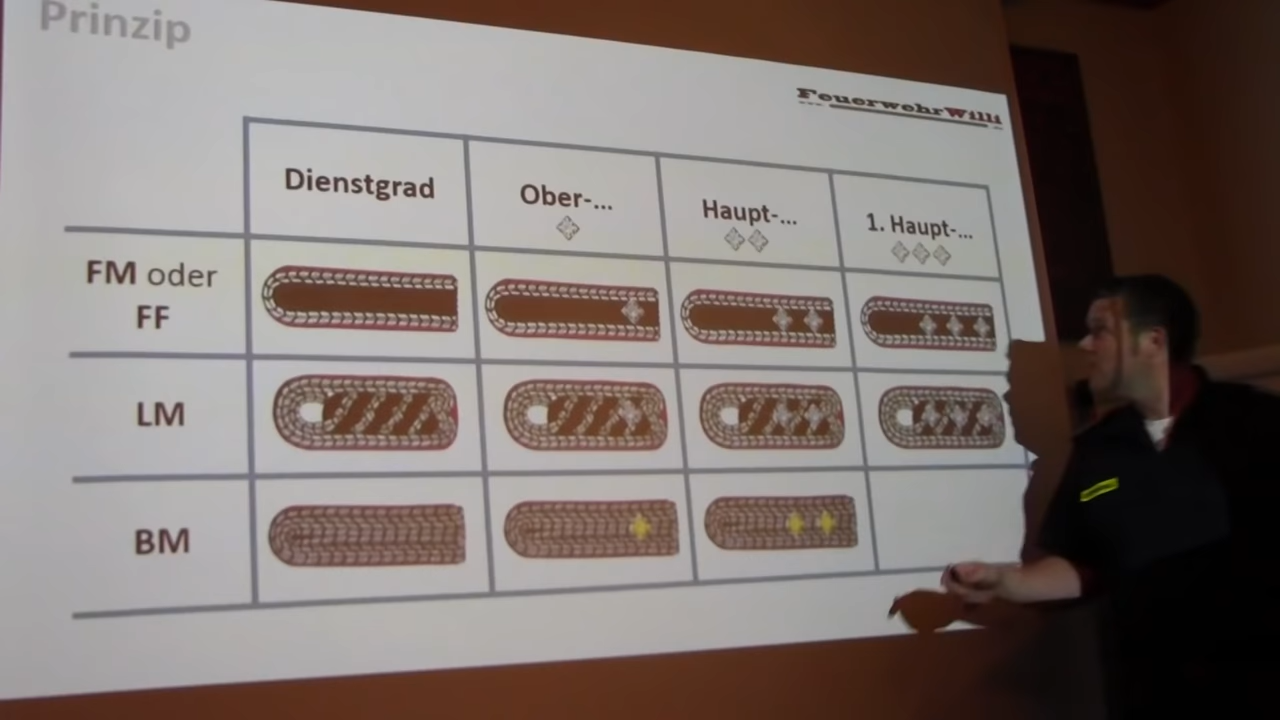 Prinzip
FeuerwehrWilli
Dienstgrad
Ober-...
Haupt-...
1. Haupt-...
FM oder
FF
LM
BM